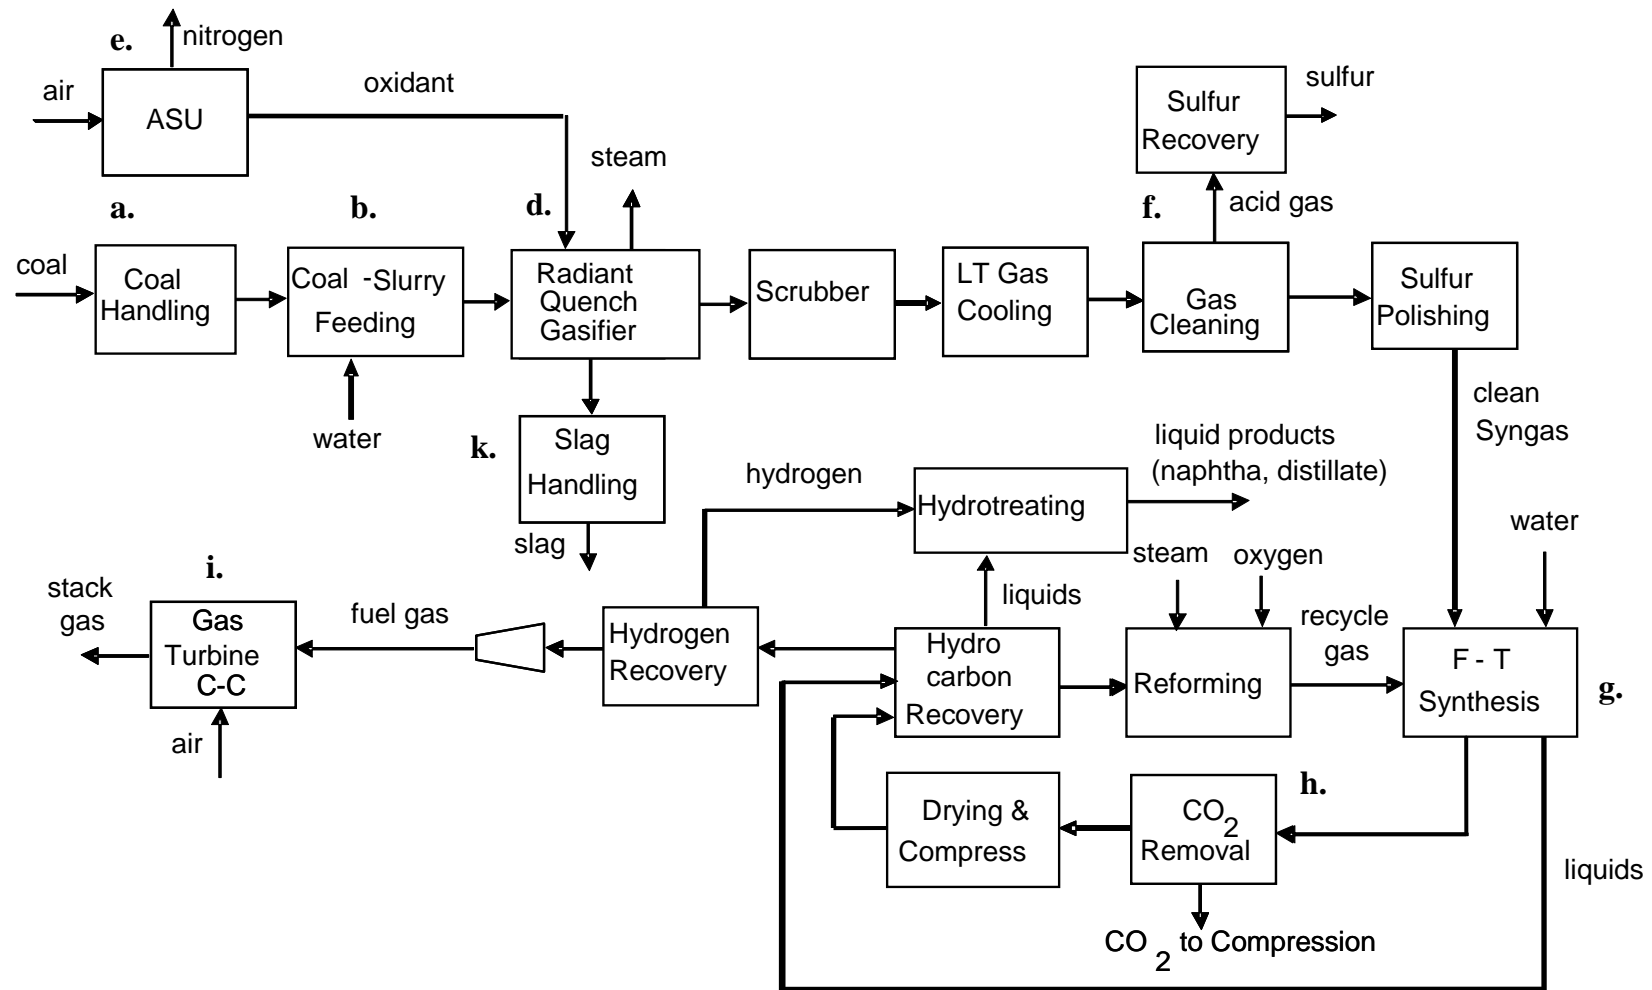 e.
nitrogen
air
ASU
oxidant
steam
Sulfur
Recovery
sulfur
a.
b.
d.
f.
acid gas
coal
Coal
Handling
Coal -Slurry
Feeding
Radiant
Quench
Gasifier
Scrubber
LT Gas
Cooling
Gas
Cleaning
Sulfur
Polishing
water
k.
Slag
Handling
slag
clean
Syngas
hydrogen
Hydrotreating
liquid products
(naphtha, distillate)
water
steam
oxygen
liquids
recycle
gas
i.
stack
gas
Gas
Turbine
C-C
air
fuel gas
Hydrogen
Recovery
Hydro
carbon
Recovery
Reforming
F - T
Synthesis
g.
h.
Drying &
Compress
CO2
Removal
liquids
CO2 to Compression